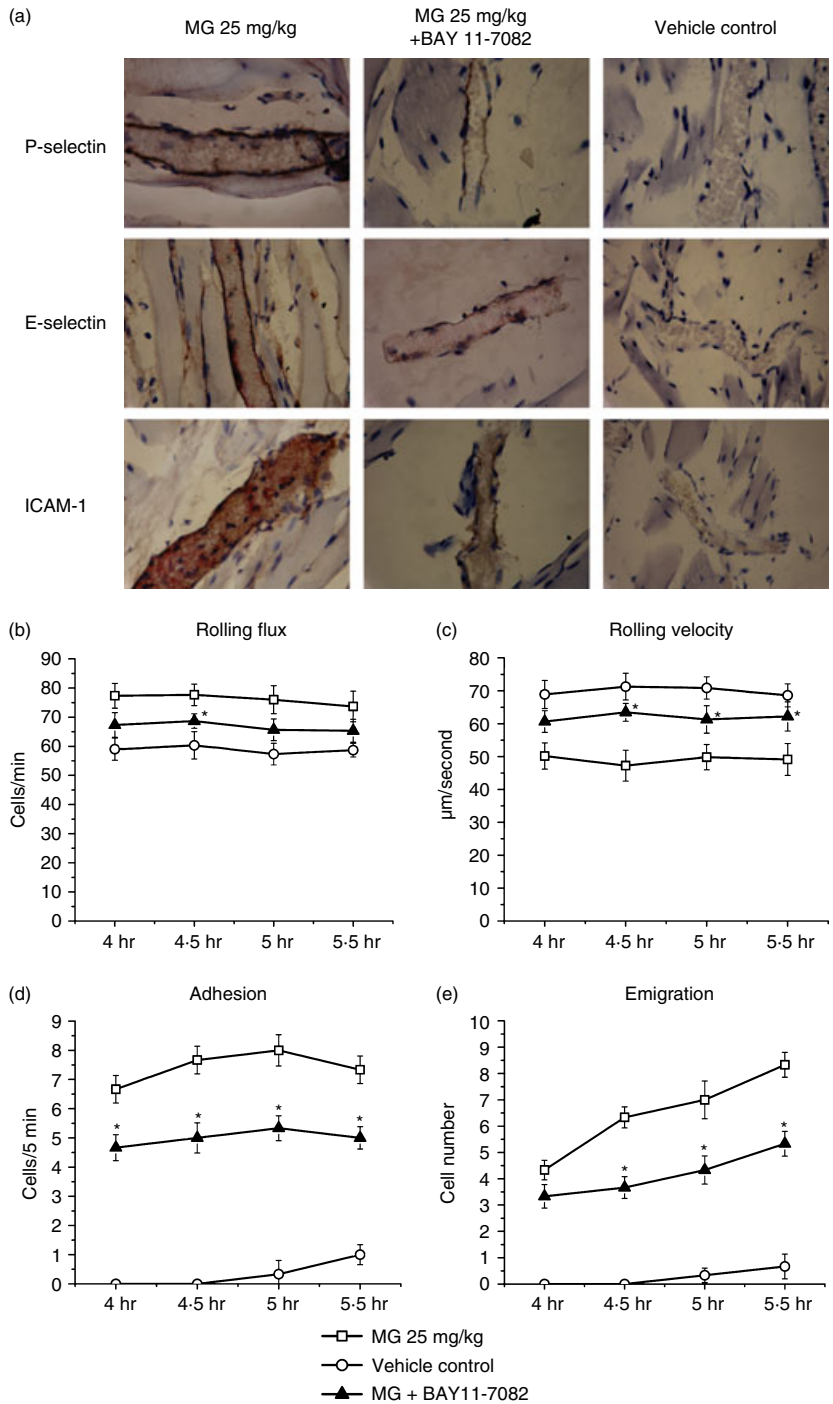 (a)
MG 25 mg/kg
MG 25 mg/kg
+BAY 11-7082
Vehicle control
P-selectin
E-selectin
ICAM-1
(b)
Rolling flux
Cells/min
90
80
70
60
50
40
30
20
10
0
*
4 hr 4·5 hr 5 hr 5·5 hr
(c)
Rolling velocity
µm/second
80
70
60
50
40
30
20
10
0
* * *
4 hr 4·5 hr 5 hr 5·5 hr
(d)
Adhesion
Cells/5 min
9
8
7
6
5
4
3
2
1
0
* * * *
4 hr 4·5 hr 5 hr 5·5 hr
(e)
Emigration
Cell number
10
9
8
7
6
5
4
3
2
1
0
* * *
4 hr 4·5 hr 5 hr 5·5 hr
MG 25 mg/kg
Vehicle control
MG + BAY11-7082